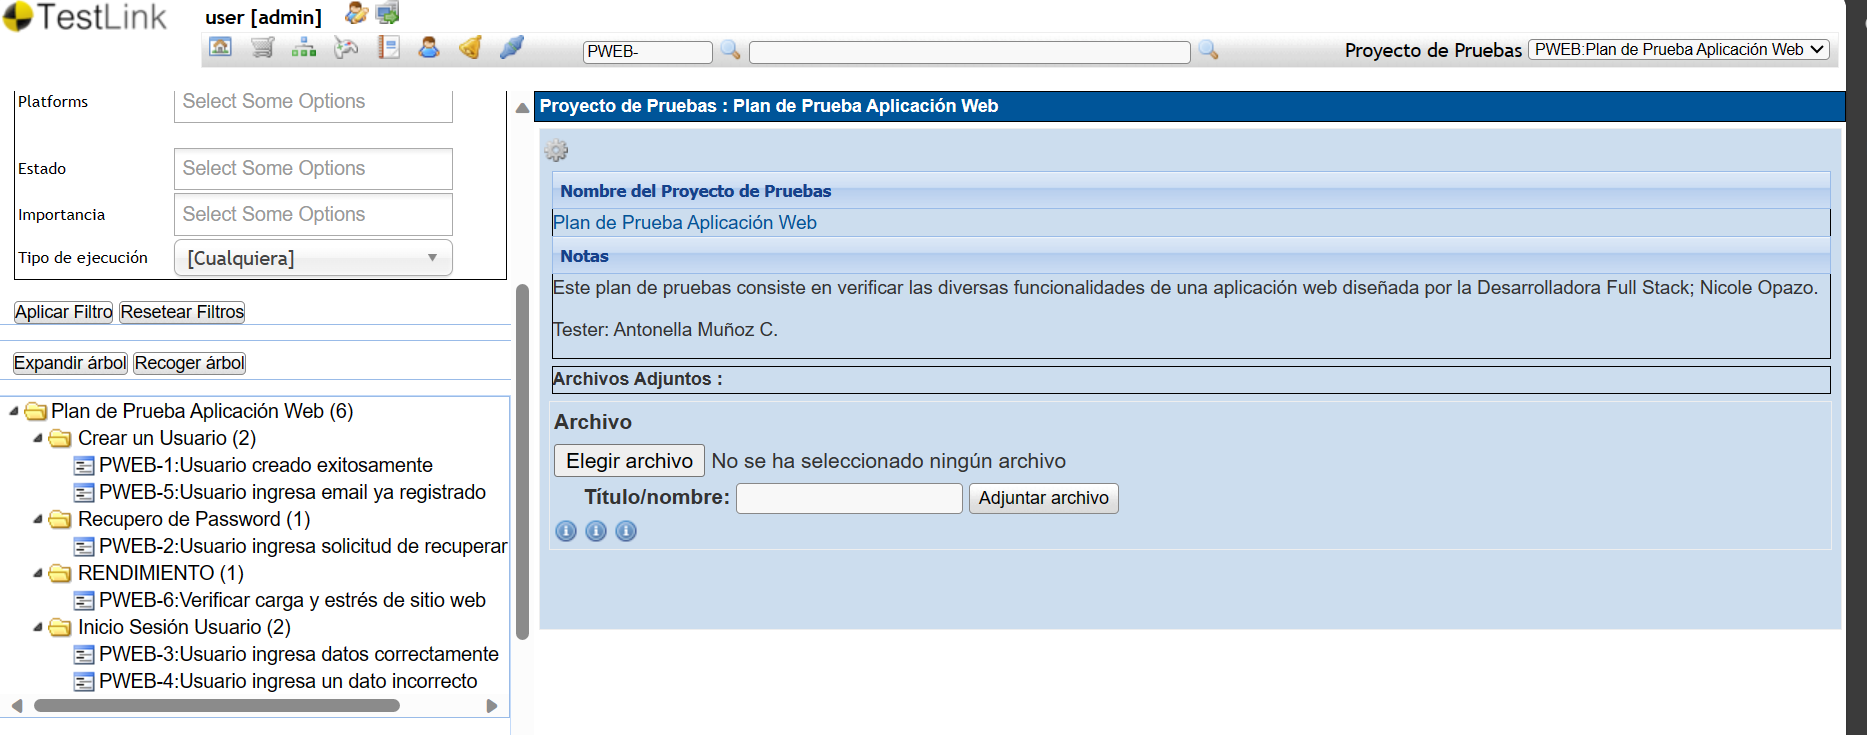 TestLink
user [admin]
PWEB-
Proyecto de Pruebas PWEB:Plan de Prueba Aplicación Web
Platforms Select Some Options
Estado Select Some Options
Importancia Select Some Options
Tipo de ejecución [Cualquiera]
Aplicar Filtro Resetear Filtros
Expandir árbol Recoger árbol
Plan de Prueba Aplicación Web (6)
Crear un Usuario (2)
PWEB-1:Usuario creado exitosamente
PWEB-5:Usuario ingresa email ya registrado
Recupero de Password (1)
PWEB-2:Usuario ingresa solicitud de recuperar
RENDIMIENTO (1)
PWEB-6:Verificar carga y estrés de sitio web
Inicio Sesión Usuario (2)
PWEB-3:Usuario ingresa datos correctamente
PWEB-4:Usuario ingresa un dato incorrecto
Proyecto de Pruebas : Plan de Prueba Aplicación Web
Nombre del Proyecto de Pruebas
Plan de Prueba Aplicación Web
Notas
Este plan de pruebas consiste en verificar las diversas funcionalidades de una aplicación web diseñada por la Desarrolladora Full Stack; Nicole Opazo.
Tester: Antonella Muñoz C.
Archivos Adjuntos :
Archivo
Elegir archivo No se ha seleccionado ningún archivo
Título/nombre: Adjuntar archivo